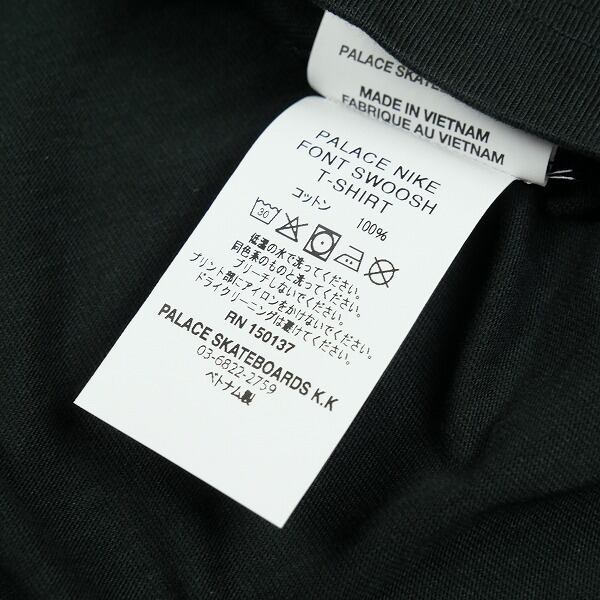 PALACE SKATEBO
MADE IN VIETNAM
FABRIQUE AU VIETNAM
PALACE NIKE
FONT SWOOSH
T-SHIRT
コットン 100%
30
低温の水で洗ってください。
同色系のものと洗ってください。
ブリーチしないでください。
プリント部にアイロンをかけないでください。
ドライクリーニングは避けてください。
RN 150137
PALACE SKATEBOARDS K.K
03-6822-2759
ベトナム製